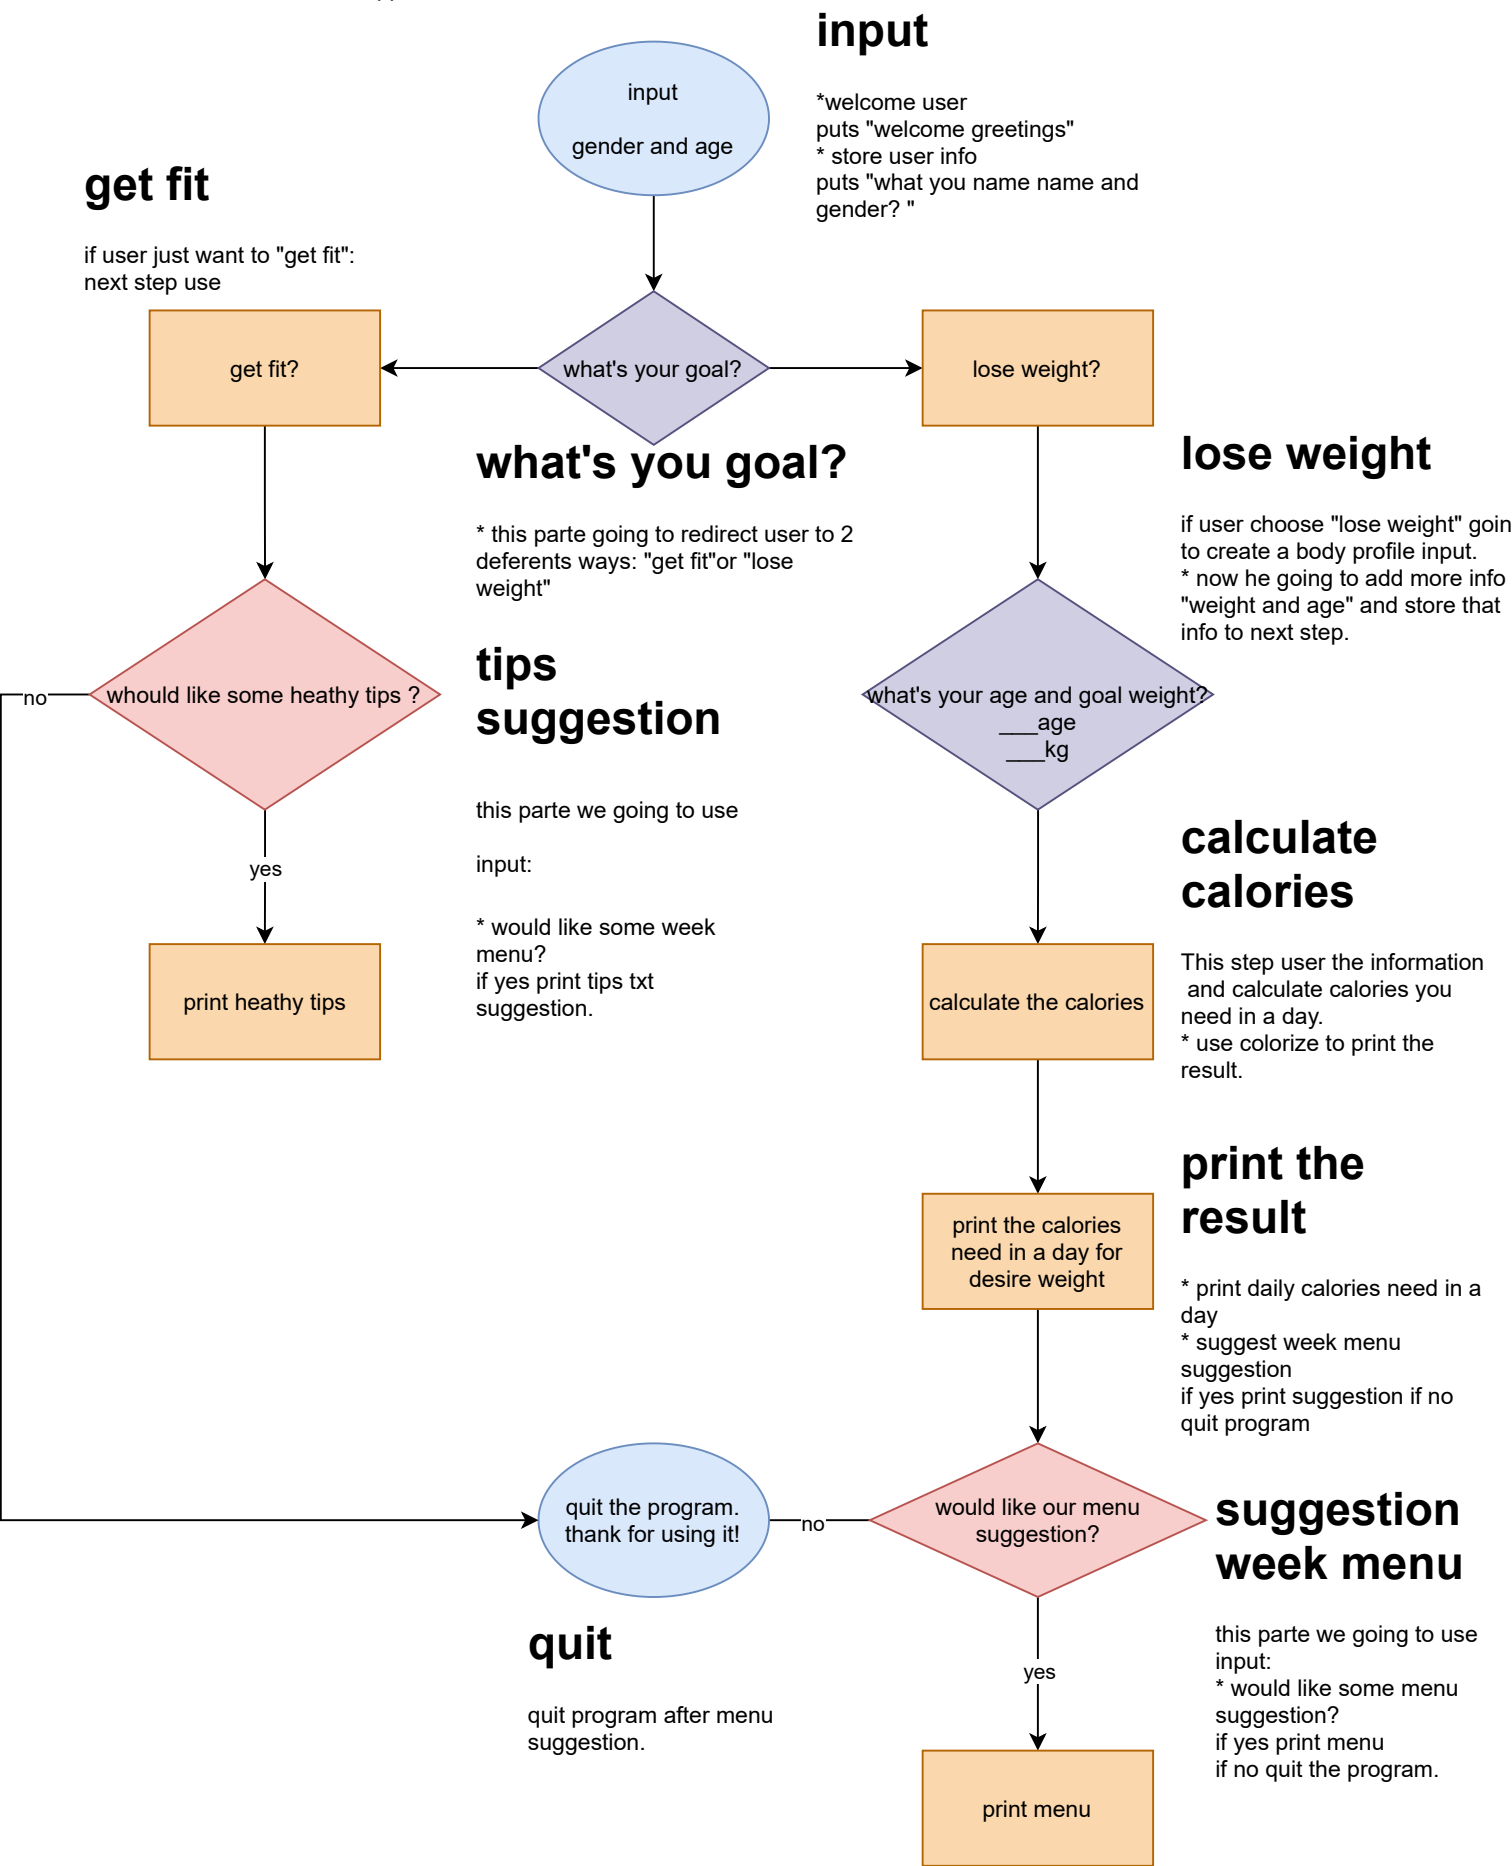 input
*welcome user
puts "welcome greetings"
* store user info
puts "what you name name and
gender? "
input
gender and age
get fit
if user just want to "get fit":
next step use
get fit?
what's your goal?
lose weight?
what's you goal?
* this parte going to redirect user to 2
deferents ways: "get fit"or "lose
weight"
lose weight
if user choose "lose weight" goin
to create a body profile input.
* now he going to add more info
"weight and age" and store that
info to next step.
no
whould like some heathy tips ?
yes
print heathy tips
tips
suggestion
this parte we going to use
input:
* would like some week
menu?
if yes print tips txt
suggestion.
what's your age and goal weight?
___age
___kg
calculate
calories
This step user the information
and calculate calories you
need in a day.
* use colorize to print the
result.
calculate the calories
print the
result
* print daily calories need in a
day
* suggest week menu
suggestion
if yes print suggestion if no
quit program
print the calories
need in a day for
desire weight
quit the program.
thank for using it!
no
would like our menu
suggestion?
suggestion
week menu
this parte we going to use
input:
* would like some menu
suggestion?
if yes print menu
if no quit the program.
quit
quit program after menu
suggestion.
yes
print menu